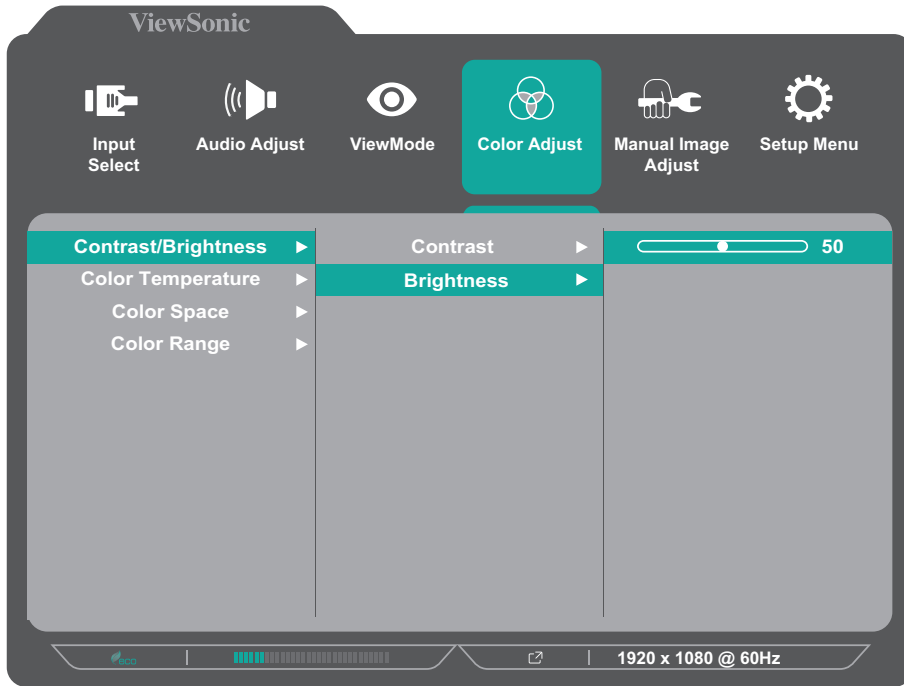 ViewSonic
Input Select
Audio Adjust
ViewMode
Color Adjust
Manual Image Adjust
Setup Menu
Contrast/Brightness
Contrast
50
Color Temperature
Brightness
Color Space
Color Range
eco
1920 x 1080 @ 60Hz